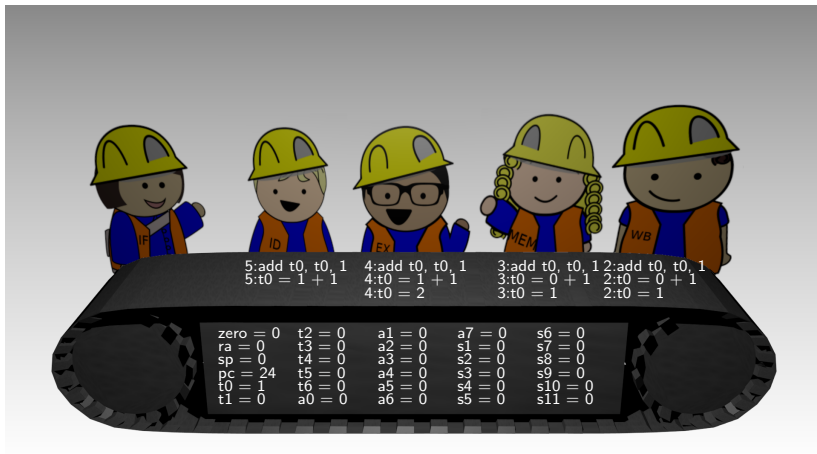 IF
ID
EX
MEM
WB
5:add t0, t0, 1
5:t0 = 1 + 1
4:add t0, t0, 1
4:t0 = 1 + 1
4:t0 = 2
3:add t0, t0, 1
3:t0 = 0 + 1
3:t0 = 1
2:add t0, t0, 1
2:t0 = 0 + 1
2:t0 = 1
zero = 0 t2 = 0 a1 = 0 a7 = 0 s6 = 0
ra = 0 t3 = 0 a2 = 0 s1 = 0 s7 = 0
sp = 0 t4 = 0 a3 = 0 s2 = 0 s8 = 0
pc = 24 t5 = 0 a4 = 0 s3 = 0 s9 = 0
t0 = 1 t6 = 0 a5 = 0 s4 = 0 s10 = 0
t1 = 0 a0 = 0 a6 = 0 s5 = 0 s11 = 0